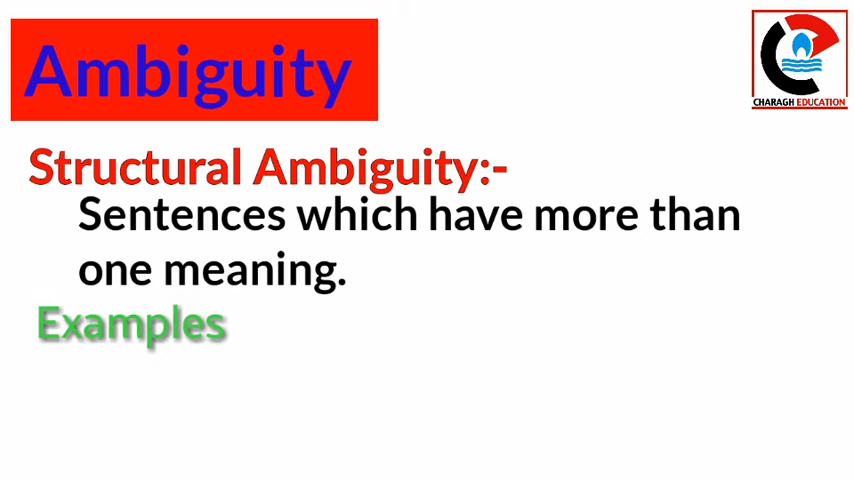 Ambiguity
CHARAGH EDUCATION
Structural Ambiguity:-
Sentences which have more than
one meaning.
Examples